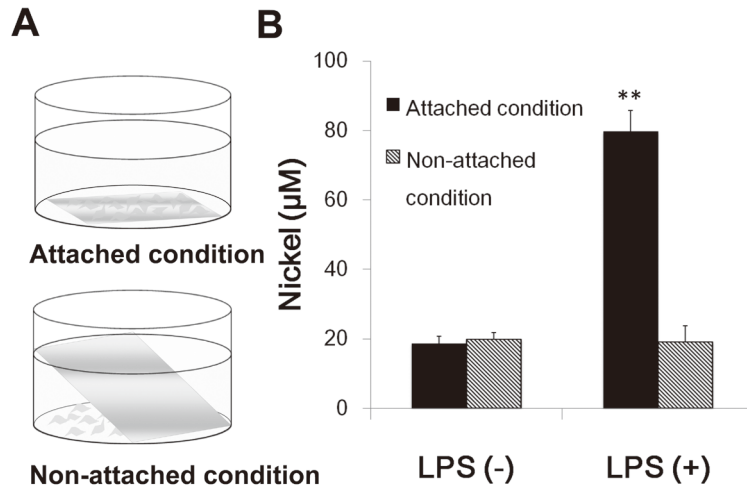 A
Attached condition
Non-attached condition
B
Nickel (µM)
100
80
60
40
20
0
Attached condition
Non-attached
condition
**
LPS (-)
LPS (+)